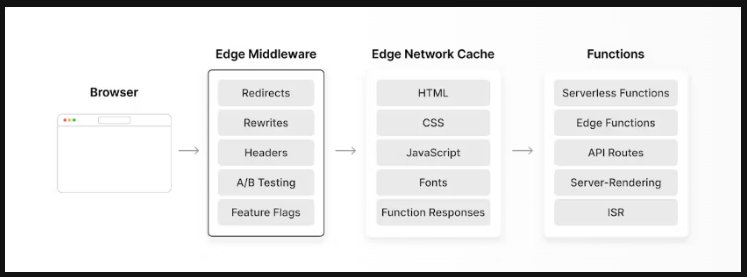 Browser
Edge Middleware
Redirects
Rewrites
Headers
A/B Testing
Feature Flags
Edge Network Cache
HTML
CSS
JavaScript
Fonts
Function Responses
Functions
Serverless Functions
Edge Functions
API Routes
Server-Rendering
ISR